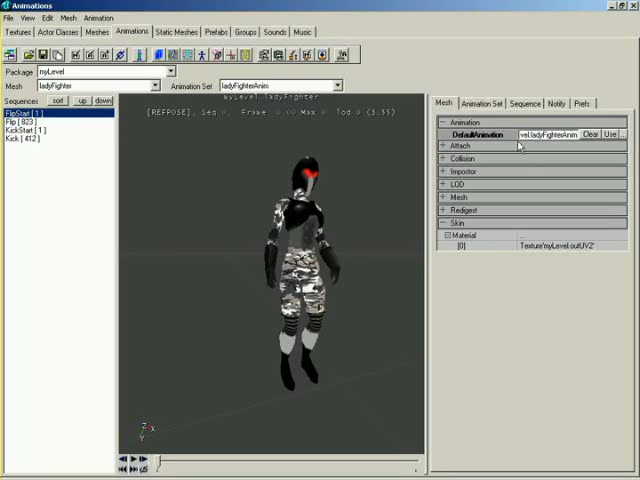 Animations
File View Edit Mesh Animation
Textures Actor Classes Meshes Animations Static Meshes Prefabs Groups Sounds Music
Package myLevel
Mesh ladyFighter Animation Set ladyFighterAnim
Sequences sort up down
FlipStart [ 1 ]
Flip [ 823 ]
KickStart [ 1 ]
Kick [ 412 ]
myLevel.ladyFighter
[REFPOSE], Seq 0, Frame 0.00 Max 0 lod 0 (3.55)
Z X
Y
Mesh Animation Set Sequence Notify Prefs
Animation
DefaultAnimation vel.ladyFighterAnim Clear Use ...
Attach
Collision
Impostor
LOD
Mesh
Redigest
Skin
Material ...
[0] Texture'myLevel.outUV2'